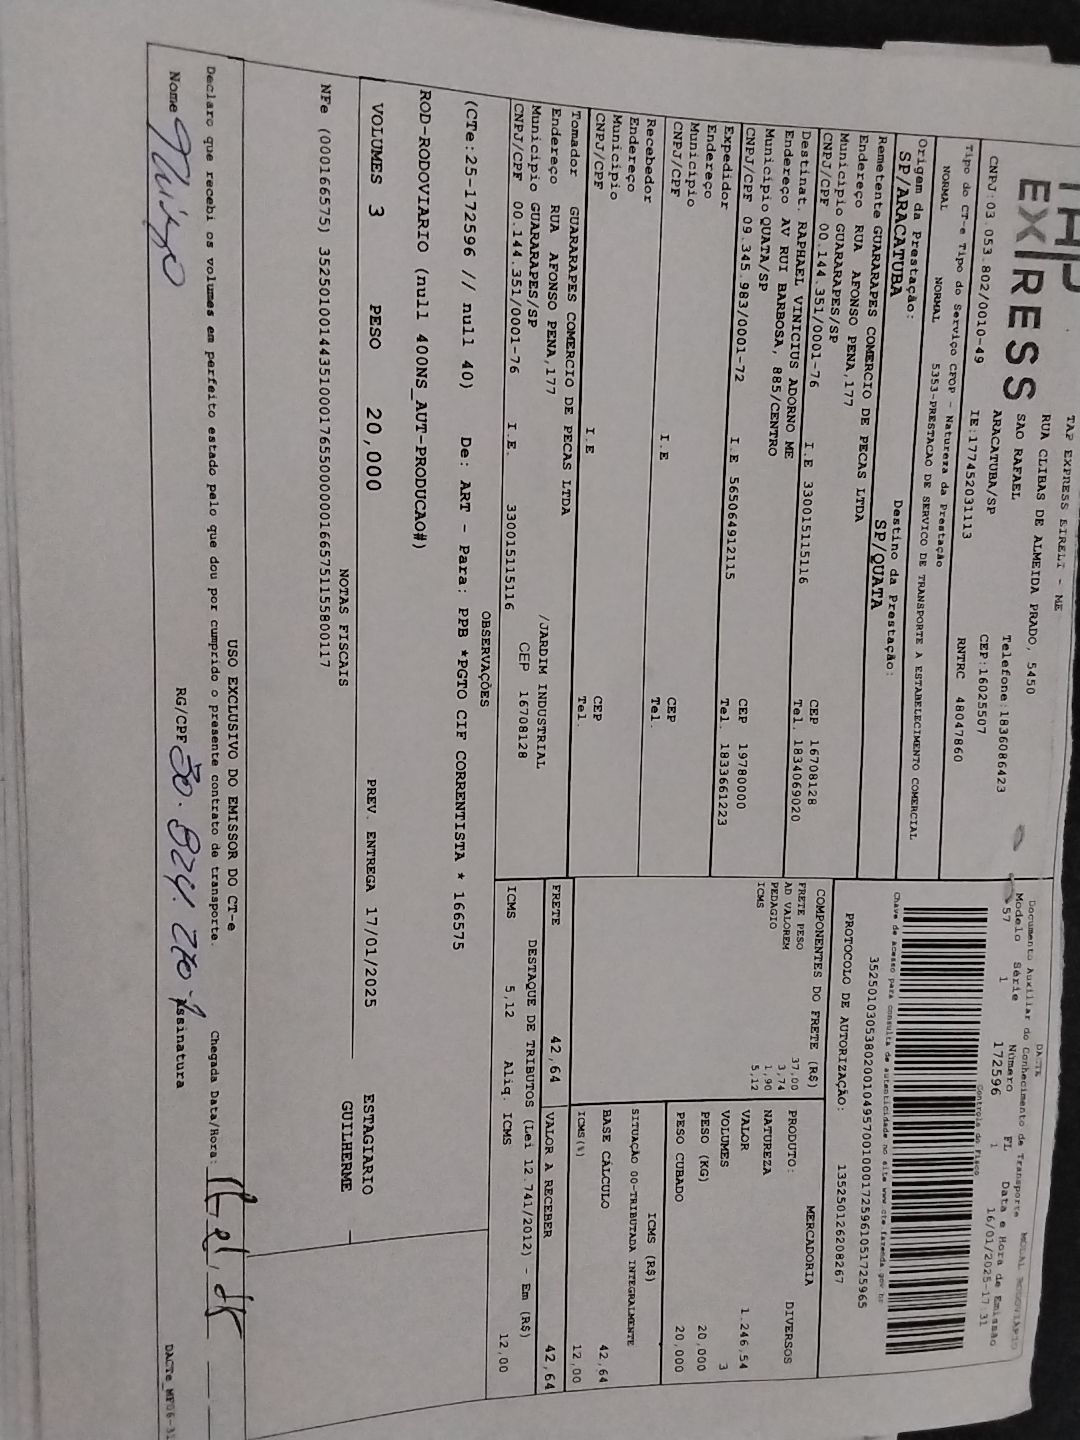 EX|RESS
TAP EXPRESS EIRELI - ME
RUA CLIBAS DE ALMEIDA PRADO, 5450
SAO RAFAEL Telefone:1836086423
ARACATUBA/SP CEP:16025507
CNPJ:03.053.802/0010-49 IE:177452031113 RNTRC 48047860
Tipo do CT-e Tipo do Serviço CFOP - Natureza da Prestação
NORMAL NORMAL 5353-PRESTACAO DE SERVICO DE TRANSPORTE A ESTABELECIMENTO COMERCIAL
Origem da Prestação: Destino da Prestação:
SP/ARACATUBA SP/QUATA
Remetente GUARARAPES COMERCIO DE PECAS LTDA
Endereço RUA AFONSO PENA,177
Municipio GUARARAPES/SP CEP 16708128
CNPJ/CPF 00.144.351/0001-76 I.E 330015115116 Tel. 1834069020
Destinat. RAPHAEL VINICIUS ADORNO ME
Endereço AV RUI BARBOSA, 885/CENTRO
Municipio QUATA/SP CEP 19780000
CNPJ/CPF 09.345.983/0001-72 I.E 565064912115 Tel. 1833661223
Expedidor
Endereço
Municipio CEP
CNPJ/CPF I.E Tel.
Recebedor
Endereço
Municipio CEP
CNPJ/CPF I.E Tel.
Tomador GUARARAPES COMERCIO DE PECAS LTDA
Endereço RUA AFONSO PENA,177 /JARDIM INDUSTRIAL
Municipio GUARARAPES/SP CEP 16708128
CNPJ/CPF 00.144.351/0001-76 I.E. 330015115116
DACTE
Documento Auxiliar do Conhecimento de Transporte MODAL RODOVIARIO
Modelo Série Número FL Data e Hora de Emissão
57 1 172596 1 16/01/2025-17:31
Controle do Fisco
Chave de acesso para consulta de autenticidade no site www.cte.fazenda.gov.br
35250103053802001049570010001725961051725965
PROTOCOLO DE AUTORIZAÇÃO: 135250126208267
COMPONENTES DO FRETE (R$)
FRETE PESO 37,00
AD VALOREM 3,74
PEDAGIO 1,90
ICMS 5,12
MERCADORIA
PRODUTO: DIVERSOS
NATUREZA
VALOR 1.246,54
VOLUMES 3
PESO (KG) 20,000
PESO CUBADO 20,000
ICMS (R$)
SITUAÇÃO 00-TRIBUTADA INTEGRALMENTE
BASE CÁLCULO 42,64
ICMS(%) 12,00
FRETE 42,64 VALOR A RECEBER 42,64
DESTAQUE DE TRIBUTOS (Lei 12.741/2012) - Em (R$)
ICMS 5,12 Aliq. ICMS 12,00
OBSERVAÇÕES
(CTe:25-172596 // null 40) De: ART - Para: PPB *PGTO CIF CORRENTISTA * 166575
ROD-RODOVIARIO (null 400NS_AUT-PRODUCAO#)
VOLUMES 3 PESO 20,000 PREV. ENTREGA 17/01/2025 ESTAGIARIO
GUILHERME
NOTAS FISCAIS
NFe (000166575) 35250100144351000176550000001665751155800117
USO EXCLUSIVO DO EMISSOR DO CT-e
Declaro que recebi os volumes em perfeito estado pelo que dou por cumprido o presente contrato de transporte. Chegada Data/Hora:
Nome RG/CPF Assinatura